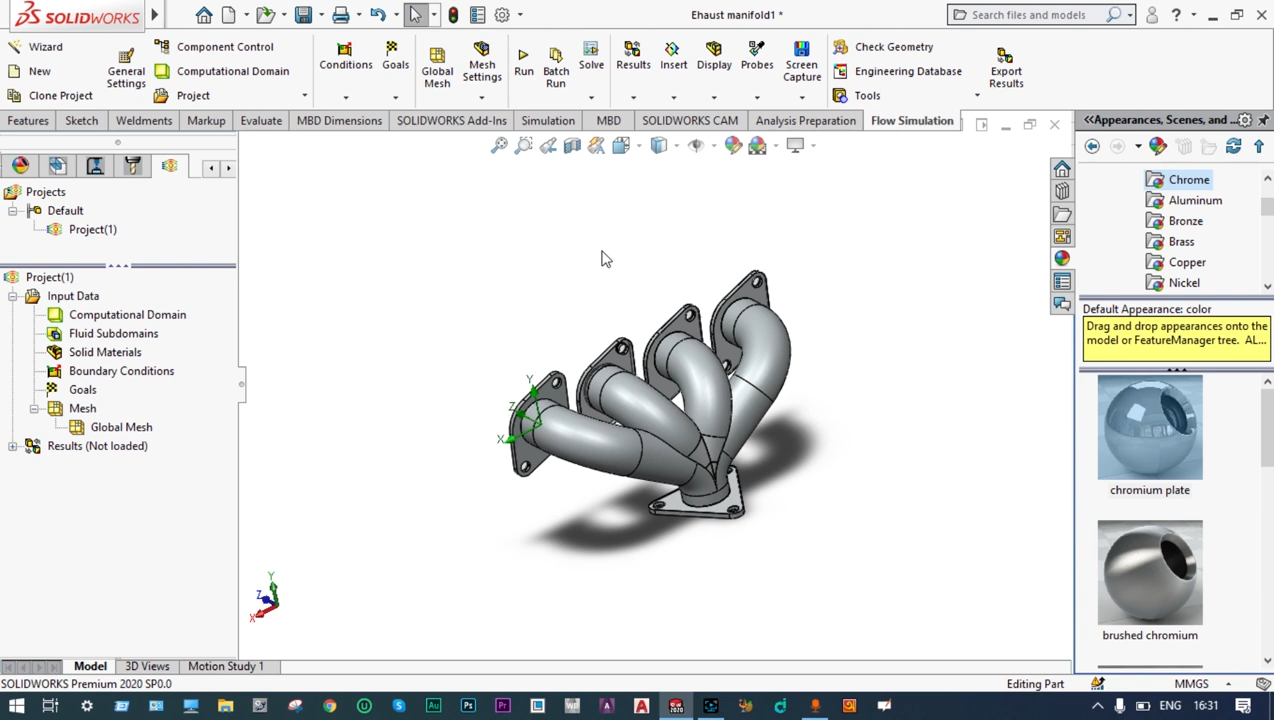 SOLIDWORKS
Ehaust manifold1 *
Search files and models
?
Wizard
New
Clone Project
General Settings
Component Control
Computational Domain
Project
Conditions
Goals
Global Mesh
Mesh Settings
Run
Batch Run
Solve
Results
Insert
Display
Probes
Screen Capture
Check Geometry
Engineering Database
Tools
Export Results
Features
Sketch
Weldments
Markup
Evaluate
MBD Dimensions
SOLIDWORKS Add-Ins
Simulation
MBD
SOLIDWORKS CAM
Analysis Preparation
Flow Simulation
Projects
Default
Project(1)
Project(1)
Input Data
Computational Domain
Fluid Subdomains
Solid Materials
Boundary Conditions
Goals
Mesh
Global Mesh
Results (Not loaded)
Y
Z
X
Y
Z
X
Appearances, Scenes, and ...
Chrome
Aluminum
Bronze
Brass
Copper
Nickel
Default Appearance: color
Drag and drop appearances onto the
model or FeatureManager tree. AL...
chromium plate
brushed chromium
Model
3D Views
Motion Study 1
SOLIDWORKS Premium 2020 SP0.0
Editing Part
MMGS
Au
Ps
Pr
ENG
16:31